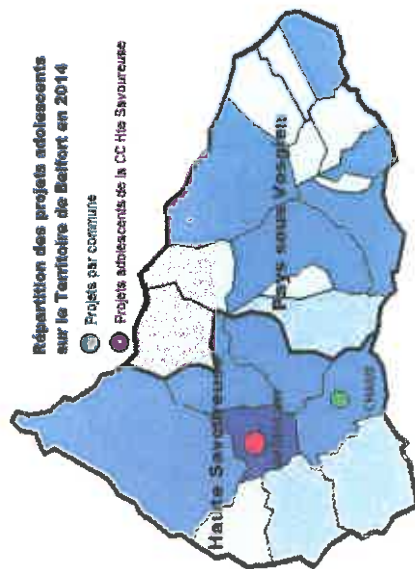 Répartition des projets adolescents
sur le Territoire de Belfort en 2014
Projets par commune
Projets adolescents de la CC Hte Savoureuse
Haute Savoureuse
Pays sous Vosgien